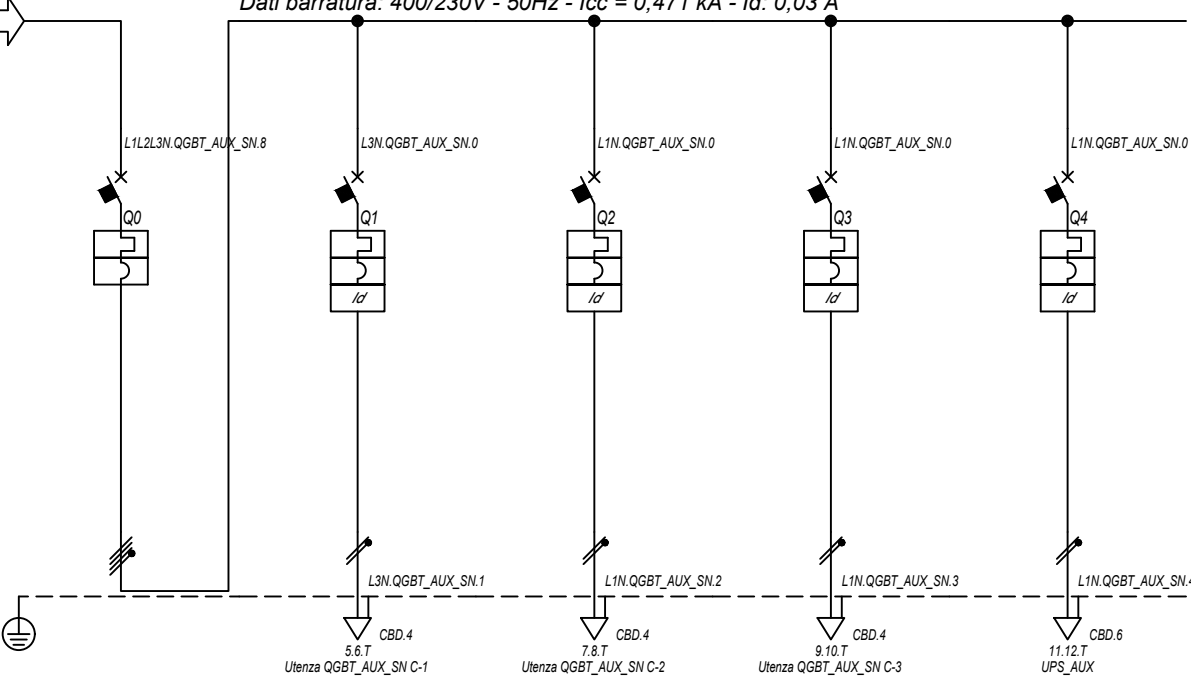 Dati barratura: 400/230V - 50Hz - Icc = 0,471 kA - Id: 0,03 A
L1L2L3N.QGBT_AUX_SN.8
L3N.QGBT_AUX_SN.0
L1N.QGBT_AUX_SN.0
L1N.QGBT_AUX_SN.0
L1N.QGBT_AUX_SN.0
Q0
Q1
Q2
Q3
Q4
Id
Id
Id
Id
L3N.QGBT_AUX_SN.1
L1N.QGBT_AUX_SN.2
L1N.QGBT_AUX_SN.3
L1N.QGBT_AUX_SN.4
CBD.4
CBD.4
CBD.4
CBD.6
5.6.T
7.8.T
9.10.T
11.12.T
Utenza QGBT_AUX_SN C-1
Utenza QGBT_AUX_SN C-2
Utenza QGBT_AUX_SN C-3
UPS_AUX